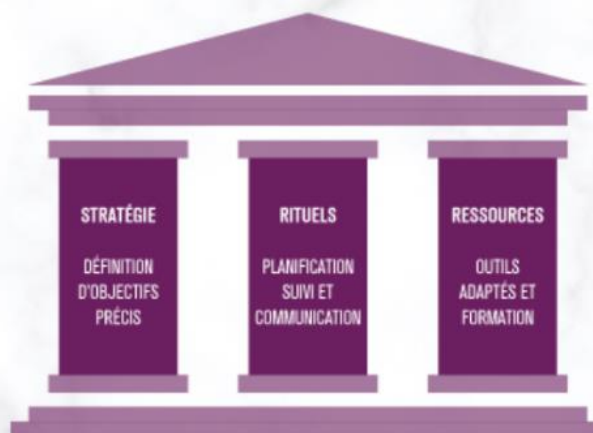 STRATÉGIE
DÉFINITION
D'OBJECTIFS
PRÉCIS
RITUELS
PLANIFICATION
SUIVI ET
COMMUNICATION
RESSOURCES
OUTILS
ADAPTÉS ET
FORMATION